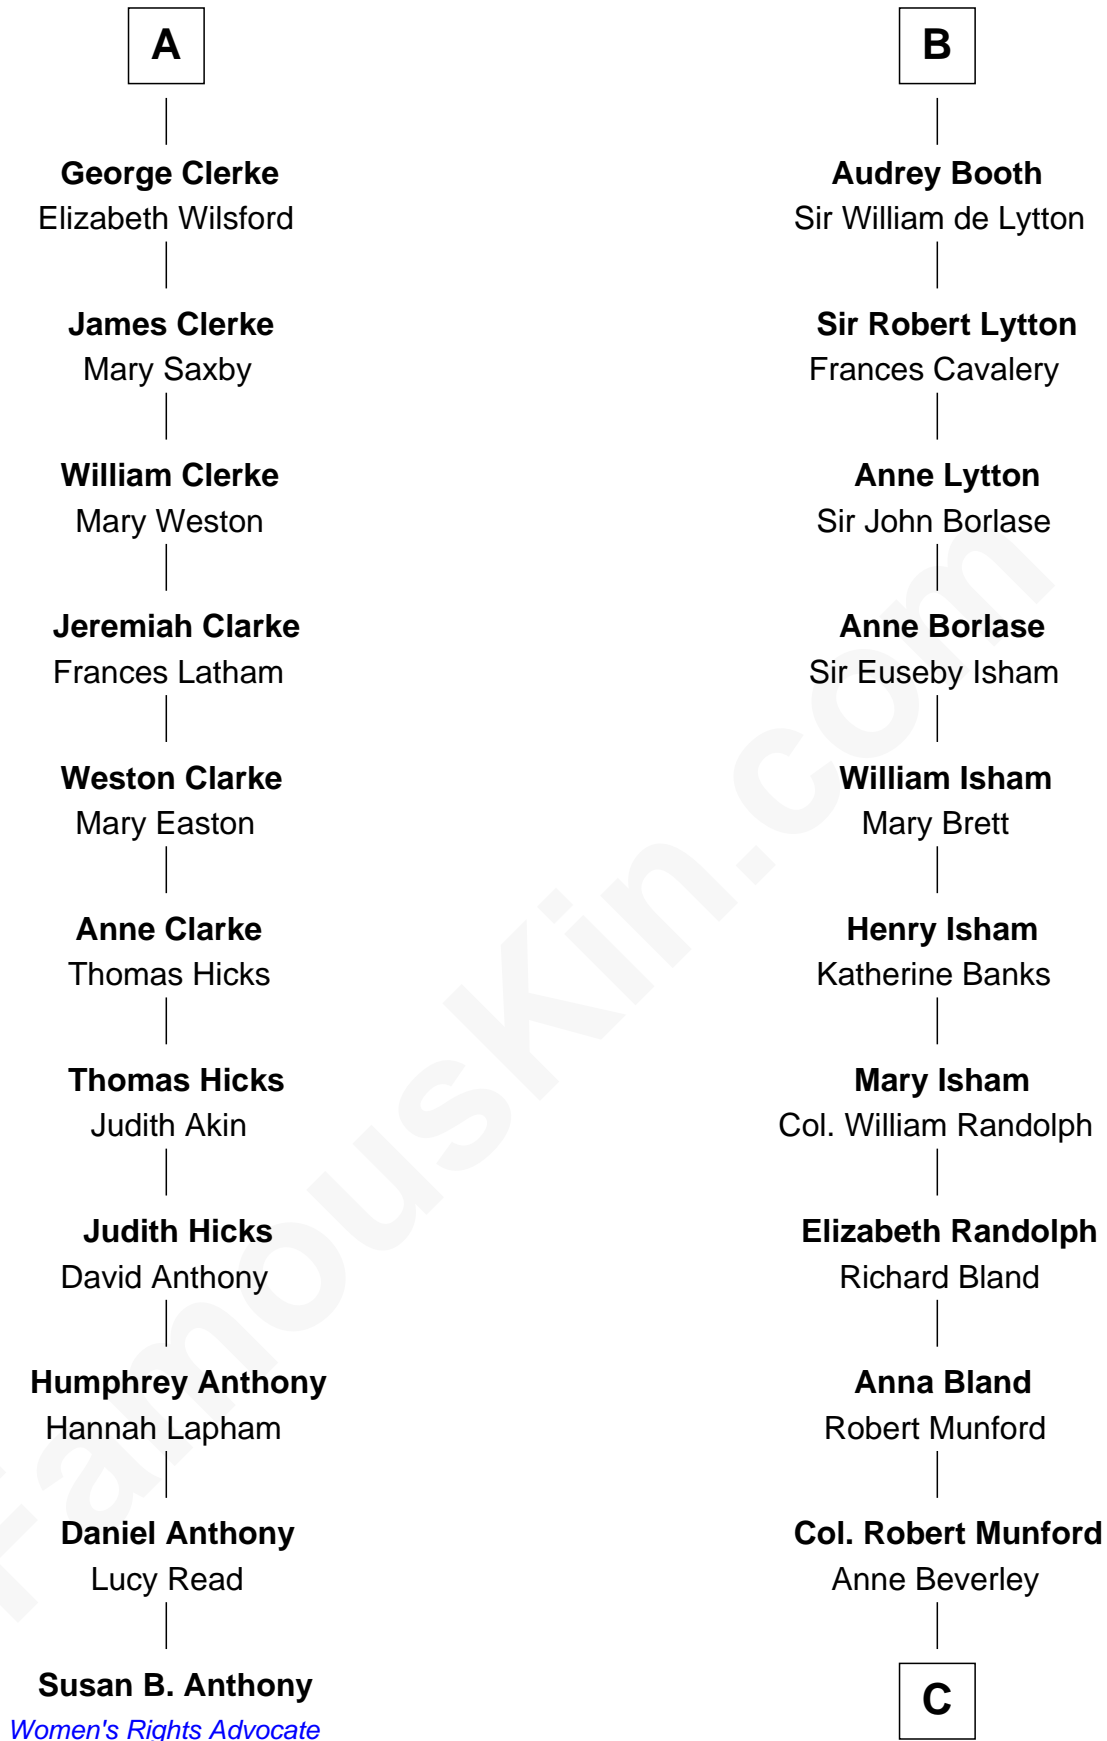 A
George Clerke
Elizabeth Wilsford
James Clerke
Mary Saxby
William Clerke
Mary Weston
Jeremiah Clarke
Frances Latham
Weston Clarke
Mary Easton
Anne Clarke
Thomas Hicks
Thomas Hicks
Judith Akin
Judith Hicks
David Anthony
Humphrey Anthony
Hannah Lapham
Daniel Anthony
Lucy Read
Susan B. Anthony
Women's Rights Advocate
B
Audrey Booth
Sir William de Lytton
Sir Robert Lytton
Frances Cavalery
Anne Lytton
Sir John Borlase
Anne Borlase
Sir Euseby Isham
William Isham
Mary Brett
Henry Isham
Katherine Banks
Mary Isham
Col. William Randolph
Elizabeth Randolph
Richard Bland
Anna Bland
Robert Munford
Col. Robert Munford
Anne Beverley
C
FamousKin.com